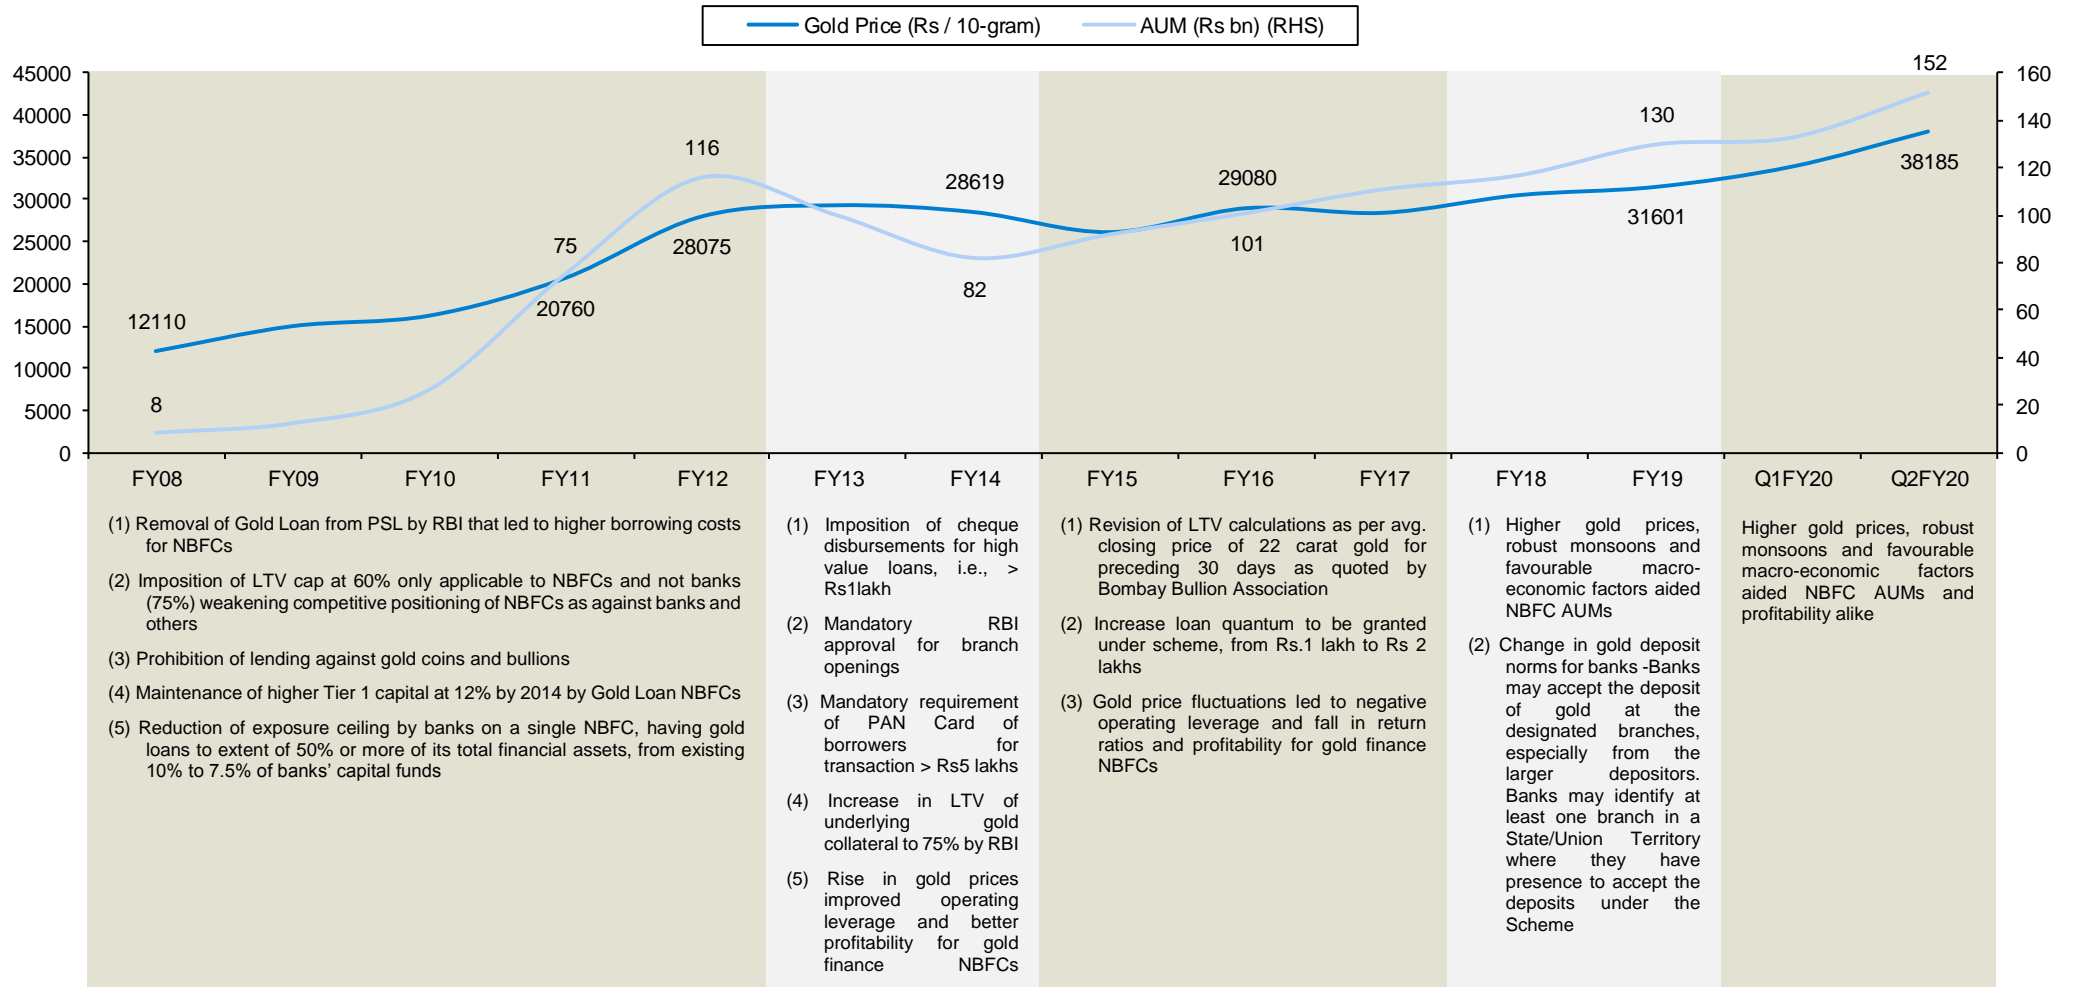 Gold Price (Rs / 10-gram)
AUM (Rs bn) (RHS)
45000
40000
35000
30000
25000
20000
15000
10000
5000
0
160
140
120
100
80
60
40
20
0
12110
8
75
20760
116
28075
28619
82
29080
101
130
31601
152
38185
FY08
FY09
FY10
FY11
FY12
FY13
FY14
FY15
FY16
FY17
FY18
FY19
Q1FY20
Q2FY20
(1) Removal of Gold Loan from PSL by RBI that led to higher borrowing costs
for NBFCs
(2) Imposition of LTV cap at 60% only applicable to NBFCs and not banks
(75%) weakening competitive positioning of NBFCs as against banks and
others
(3) Prohibition of lending against gold coins and bullions
(4) Maintenance of higher Tier 1 capital at 12% by 2014 by Gold Loan NBFCs
(5) Reduction of exposure ceiling by banks on a single NBFC, having gold
loans to extent of 50% or more of its total financial assets, from existing
10% to 7.5% of banks’ capital funds
(1) Imposition of cheque
disbursements for high
value loans, i.e., >
Rs1lakh
(2) Mandatory RBI
approval for branch
openings
(3) Mandatory requirement
of PAN Card of
borrowers for
transaction > Rs5 lakhs
(4) Increase in LTV of
underlying gold
collateral to 75% by RBI
(5) Rise in gold prices
improved operating
leverage and better
profitability for gold
finance NBFCs
(1) Revision of LTV calculations as per avg.
closing price of 22 carat gold for
preceding 30 days as quoted by
Bombay Bullion Association
(2) Increase loan quantum to be granted
under scheme, from Rs.1 lakh to Rs 2
lakhs
(3) Gold price fluctuations led to negative
operating leverage and fall in return
ratios and profitability for gold finance
NBFCs
(1) Higher gold prices,
robust monsoons and
favourable macro-
economic factors aided
NBFC AUMs
(2) Change in gold deposit
norms for banks -Banks
may accept the deposit
of gold at the
designated branches,
especially from the
larger depositors.
Banks may identify at
least one branch in a
State/Union Territory
where they have
presence to accept the
deposits under the
Scheme
Higher gold prices, robust
monsoons and favourable
macro-economic factors
aided NBFC AUMs and
profitability alike